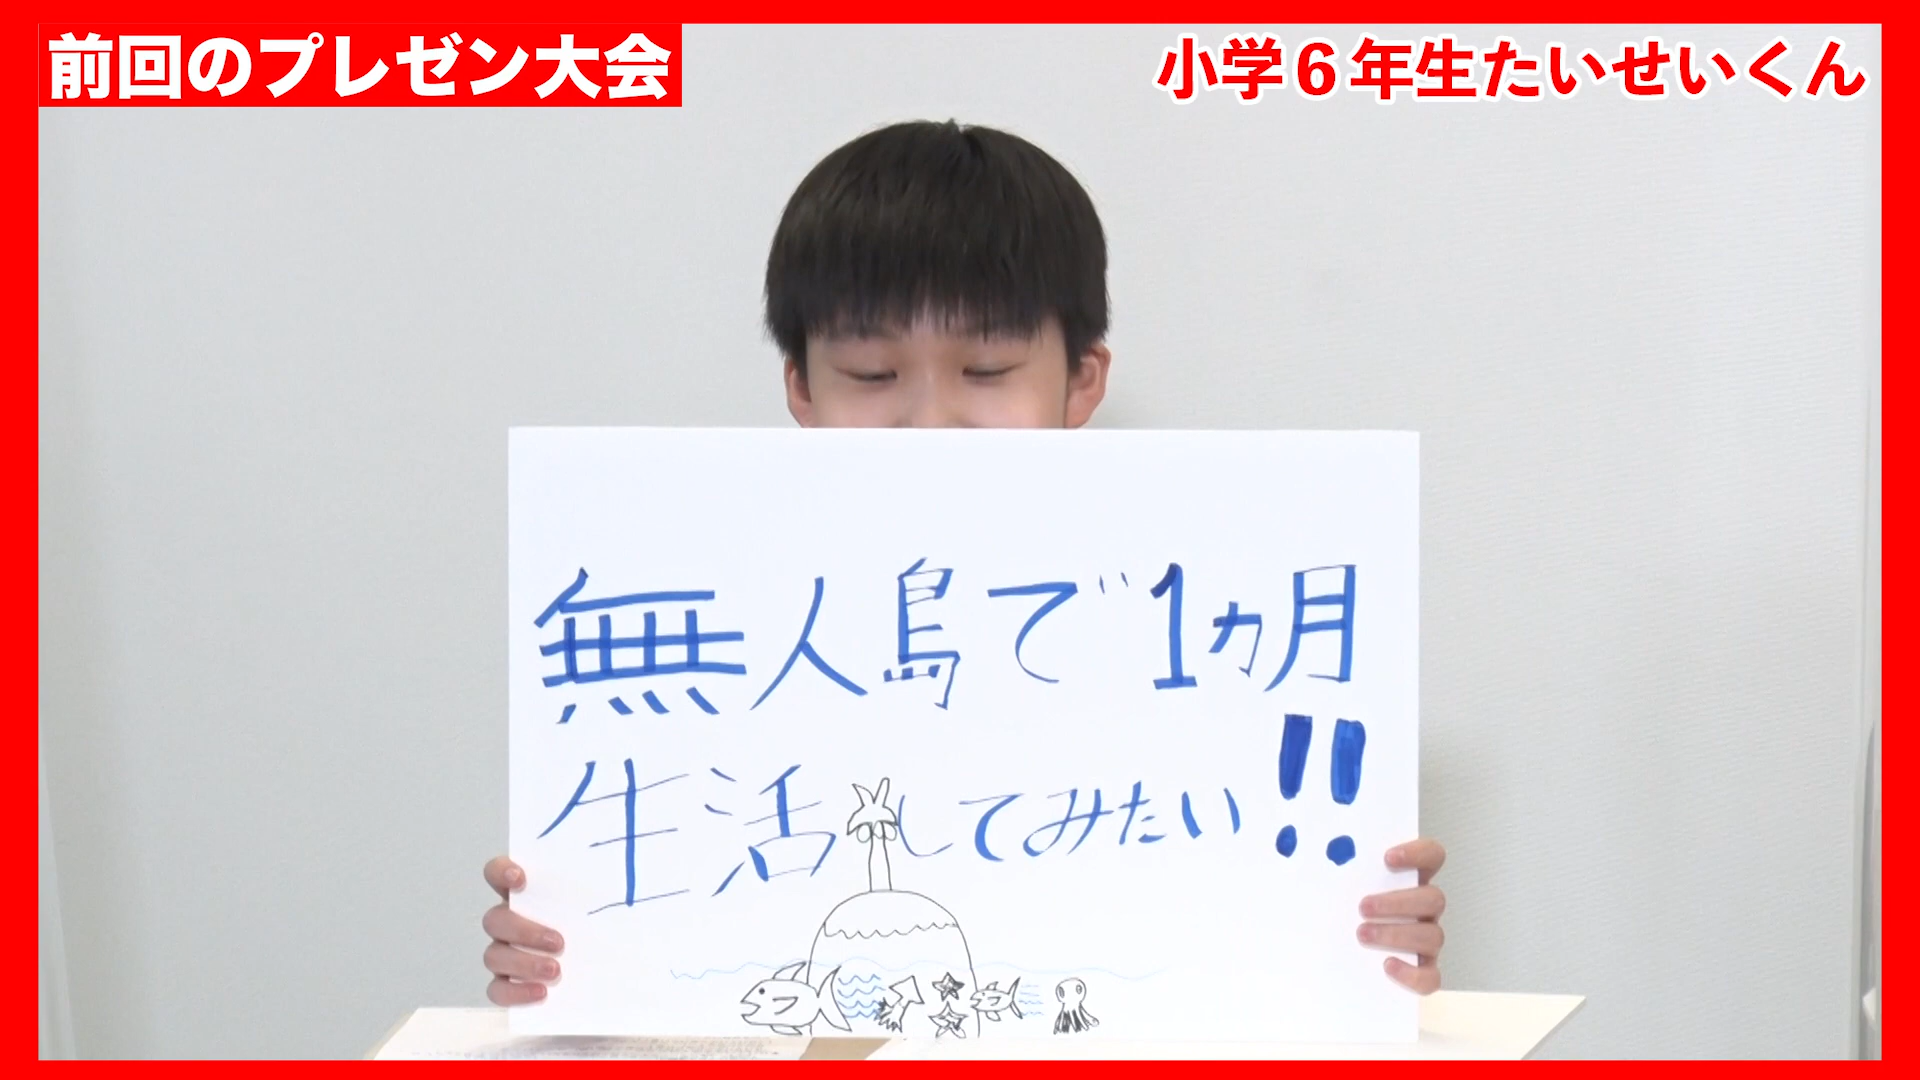 前回のプレゼン大会
小学６年生たいせいくん
無人島で1ヵ月
生活してみたい!!